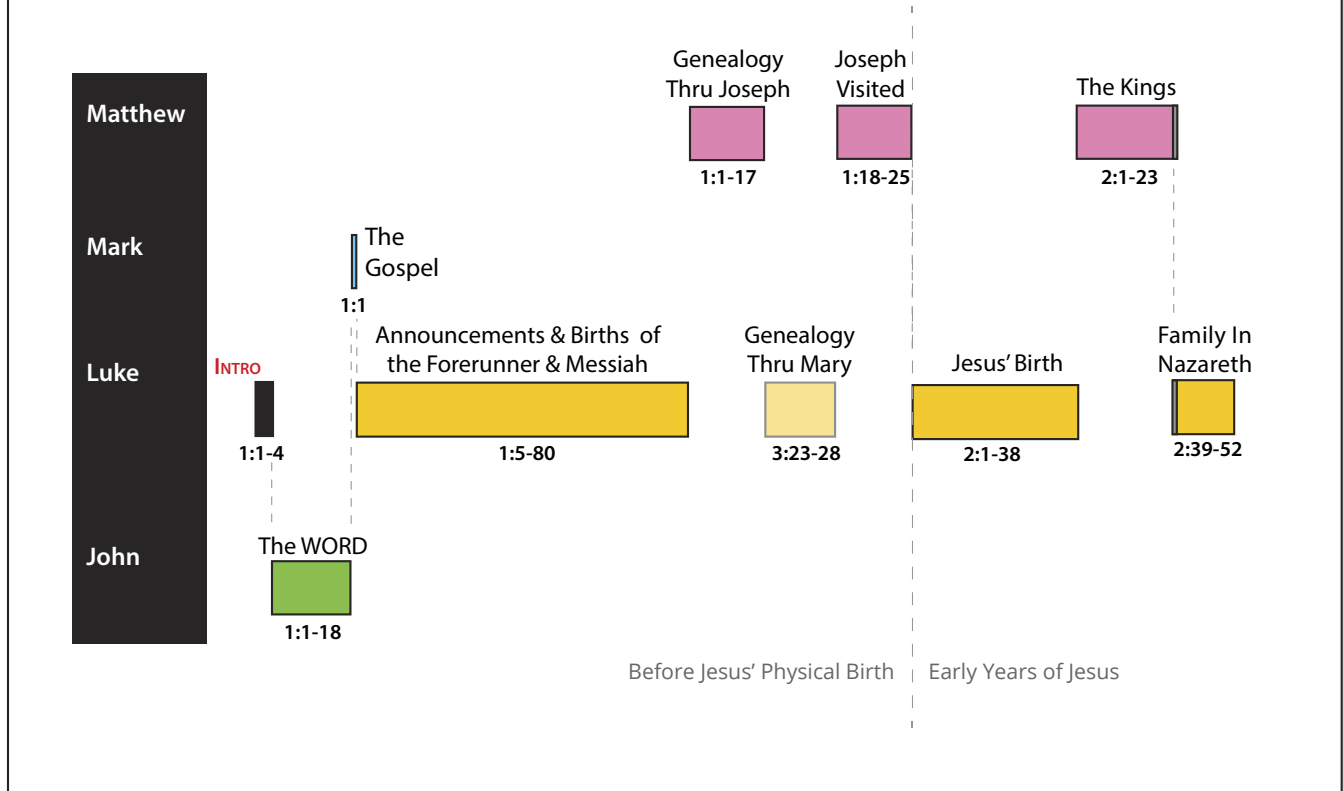 Matthew
Genealogy
Thru Joseph
1:1-17
Joseph
Visited
1:18-25
The Kings
2:1-23
Mark
The
Gospel
1:1
Luke
INTRO
1:1-4
Announcements & Births of
the Forerunner & Messiah
1:5-80
Genealogy
Thru Mary
3:23-28
Jesus’ Birth
2:1-38
Family In
Nazareth
2:39-52
John
The WORD
1:1-18
Before Jesus’ Physical Birth
Early Years of Jesus